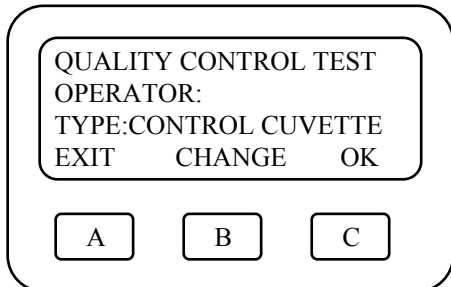 QUALITY CONTROL TEST
OPERATOR:
TYPE:CONTROL CUVETTE
EXIT CHANGE OK
A B C